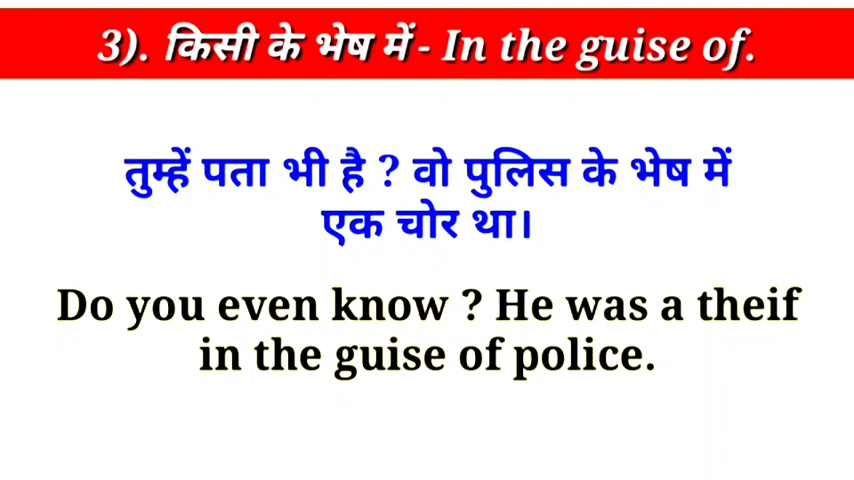 3). किसी के भेष में - In the guise of.
तुम्हें पता भी है ? वो पुलिस के भेष में
एक चोर था।
Do you even know ? He was a theif
in the guise of police.